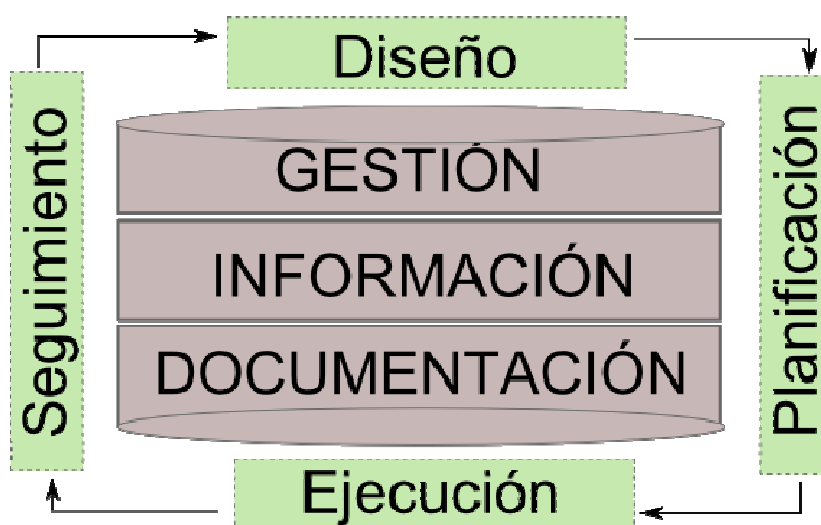 Diseño
Seguimiento
GESTIÓN
INFORMACIÓN
DOCUMENTACIÓN
Planificación
Ejecución